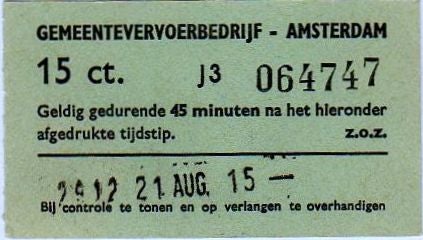 GEMEENTEVERVOERBEDRIJF - AMSTERDAM
15 ct. J3 064747
Geldig gedurende 45 minuten na het hieronder
afgedrukte tijdstip. z.o.z.
21 AUG. 15 —
Bij controle te tonen en op verlangen te overhandigen